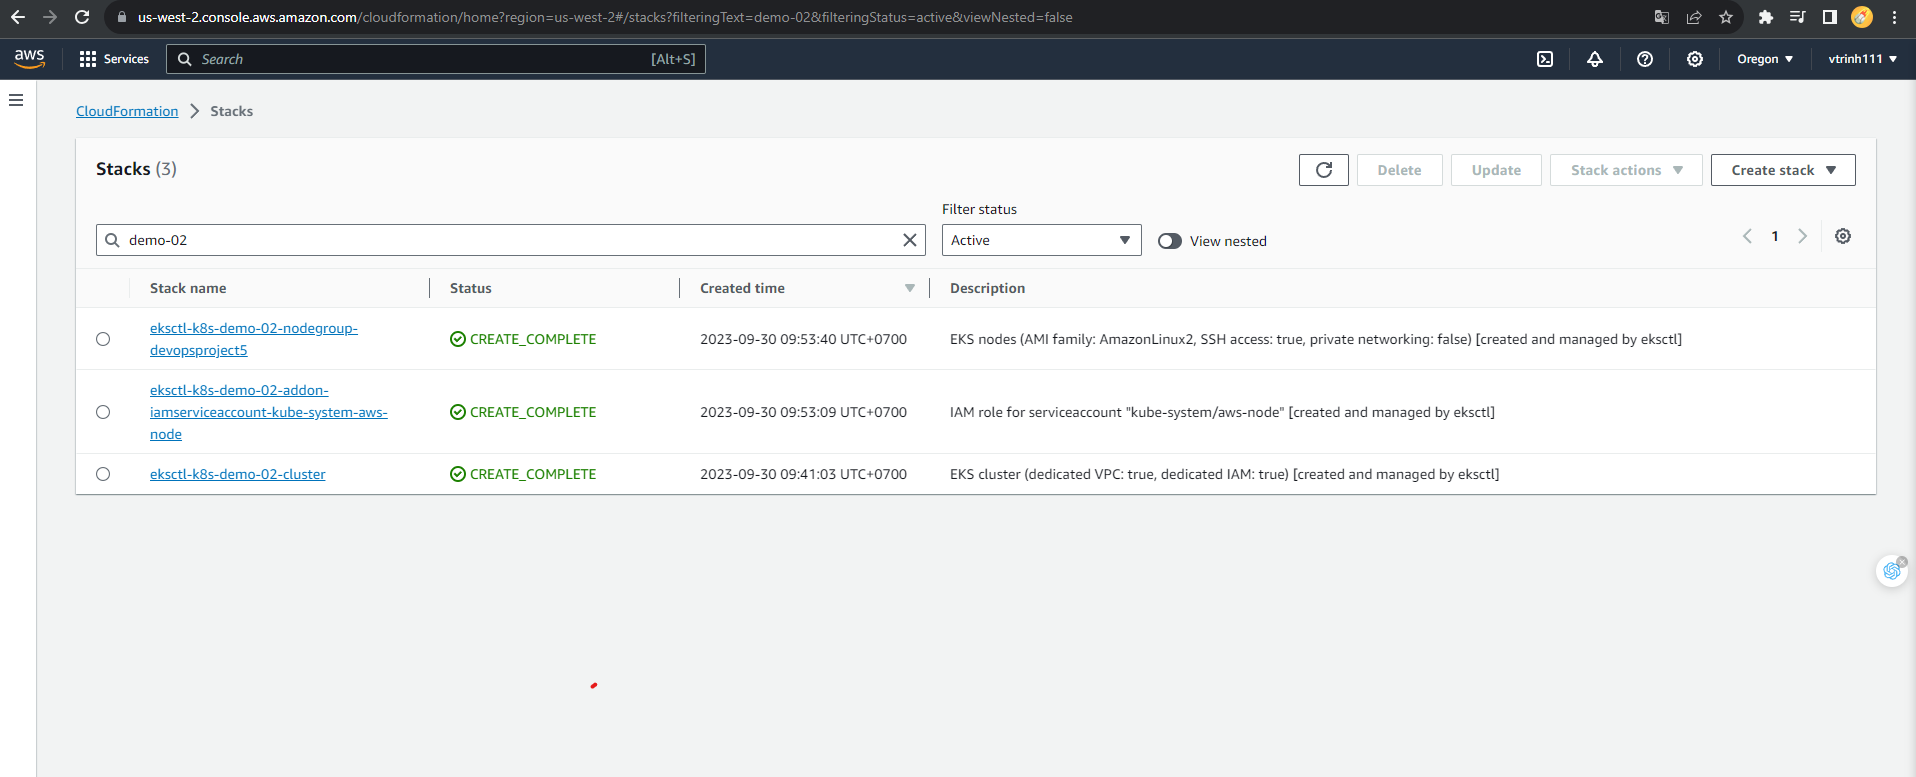 us-west-2.console.aws.amazon.com/cloudformation/home?region=us-west-2#/stacks?filteringText=demo-02&filteringStatus=active&viewNested=false
aws
Services
Search
[Alt+S]
Oregon
vtrinh111
CloudFormation
Stacks
Stacks (3)
Delete
Update
Stack actions
Create stack
Filter status
demo-02
Active
View nested
1
Stack name
Status
Created time
Description
eksctl-k8s-demo-02-nodegroup-
devopsproject5
CREATE_COMPLETE
2023-09-30 09:53:40 UTC+0700
EKS nodes (AMI family: AmazonLinux2, SSH access: true, private networking: false) [created and managed by eksctl]
eksctl-k8s-demo-02-addon-
iamserviceaccount-kube-system-aws-
node
CREATE_COMPLETE
2023-09-30 09:53:09 UTC+0700
IAM role for serviceaccount "kube-system/aws-node" [created and managed by eksctl]
eksctl-k8s-demo-02-cluster
CREATE_COMPLETE
2023-09-30 09:41:03 UTC+0700
EKS cluster (dedicated VPC: true, dedicated IAM: true) [created and managed by eksctl]